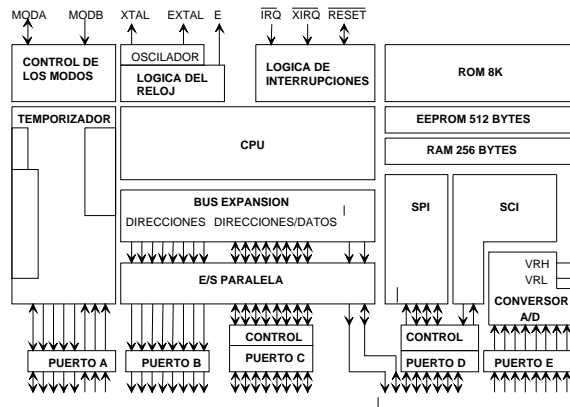 MODA MODB XTAL EXTAL E IRQ XIRQ RESET
CONTROL DE
LOS MODOS
OSCILADOR
LOGICA DEL
RELOJ
LOGICA DE
INTERRUPCIONES
ROM 8K
TEMPORIZADOR
CPU
EEPROM 512 BYTES
RAM 256 BYTES
BUS EXPANSION
DIRECCIONES DIRECCIONES/DATOS
SPI
SCI
E/S PARALELA
VRH
VRL
CONVERSOR
A/D
CONTROL
CONTROL
PUERTO A
PUERTO B
PUERTO C
PUERTO D
PUERTO E